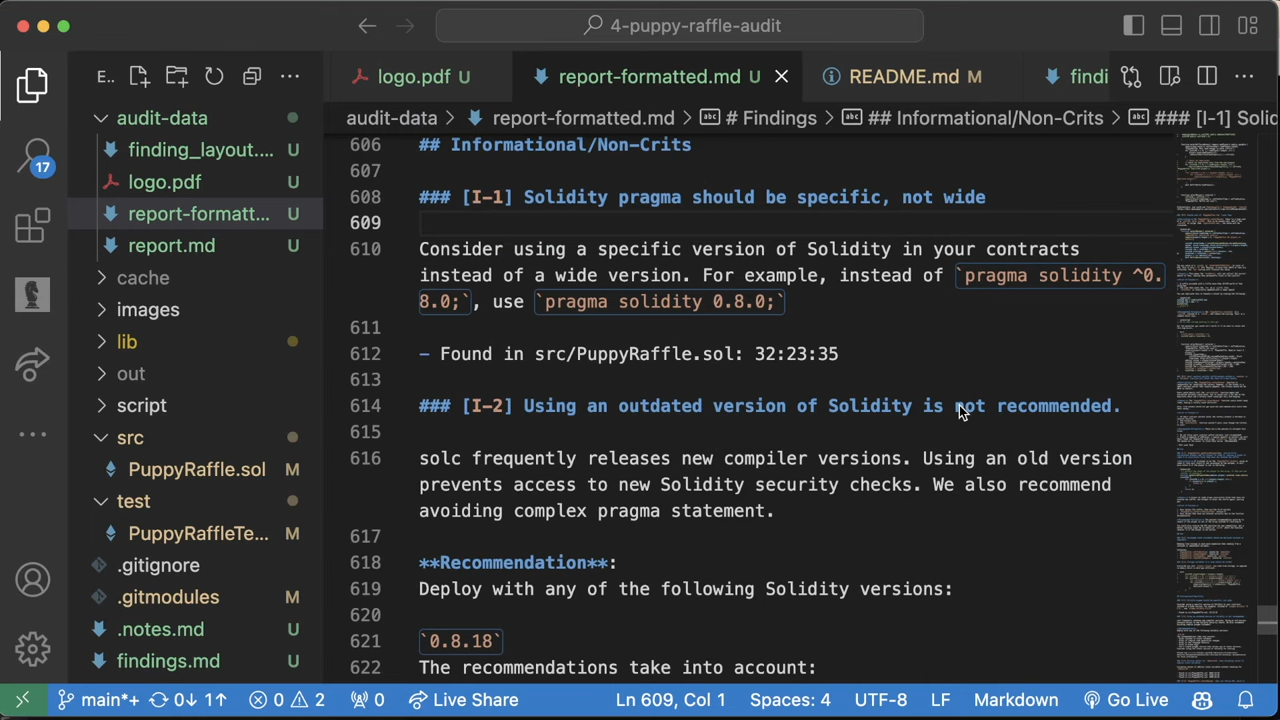 4-puppy-raffle-audit
E.. ...
logo.pdf U
report-formatted.md U
README.md M
findi
...
audit-data > report-formatted.md > # Findings > ## Informational/Non-Crits > ### [I-1] Solid
audit-data
finding_layout.... U
logo.pdf U
report-formatt... U
report.md U
cache
images
lib
out
script
src
PuppyRaffle.sol M
test
PuppyRaffleTe... M
.gitignore M
.gitmodules M
.notes.md U
findings.md U
17
606 ## Informational/Non-Crits
607
608 ### [I-1] Solidity pragma should be specific, not wide
609
610 Consider using a specific version of Solidity in your contracts
instead of a wide version. For example, instead of `pragma solidity ^0.
8.0;`, use `pragma solidity 0.8.0;`
611
612 - Found in src/PuppyRaffle.sol: 32:23:35
613
614 ### [I-2] Using an outdated version of Solidity is not recommended.
615
616 solc frequently releases new compiler versions. Using an old version
prevents access to new Solidity security checks. We also recommend
avoiding complex pragma statement.
617
618 **Recommendation**:
619 Deploy with any of the following Solidity versions:
620
621 `0.8.18`
622 The recommendations take into account:
main*+ 0↓ 1↑ 0 2 0 Live Share Ln 609, Col 1 Spaces: 4 UTF-8 LF Markdown Go Live